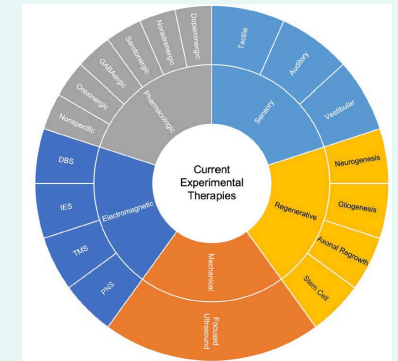 Current
Experimental
Therapies
Sensory
Tactile
Auditory
Vestibular
Regenerative
Neurogenesis
Gliogenesis
Axonal Regrowth
Stem Cell
Mechanical
Focused
Ultrasound
Electromagnetic
PNS
TMS
tES
DBS
Pharmacologic
Nonspecific
Orexinergic
GABAergic
Serotonergic
Noradrenergic
Dopaminergic